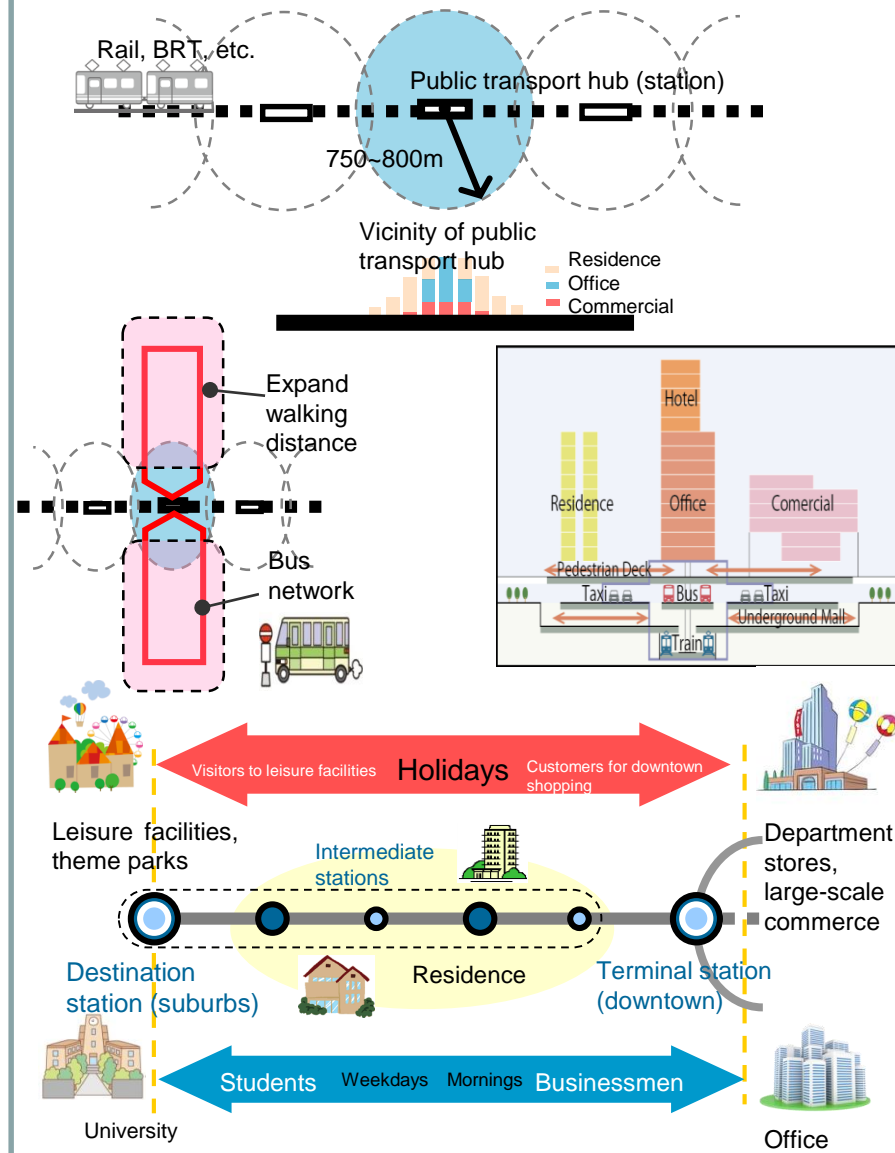 Rail, BRT, etc.
Public transport hub (station)
750~800m
Vicinity of public
transport hub
Residence
Office
Commercial
Expand
walking
distance
Bus
network
Hotel
Residence
Office
Comercial
Pedestrian Deck
Taxi
Bus
Taxi
Underground Mall
Train
Visitors to leisure facilities
Holidays
Customers for downtown
shopping
Leisure facilities,
theme parks
Intermediate
stations
Department
stores,
large-scale
commerce
Destination
station (suburbs)
Residence
Terminal station
(downtown)
Students
Weekdays
Mornings
Businessmen
University
Office